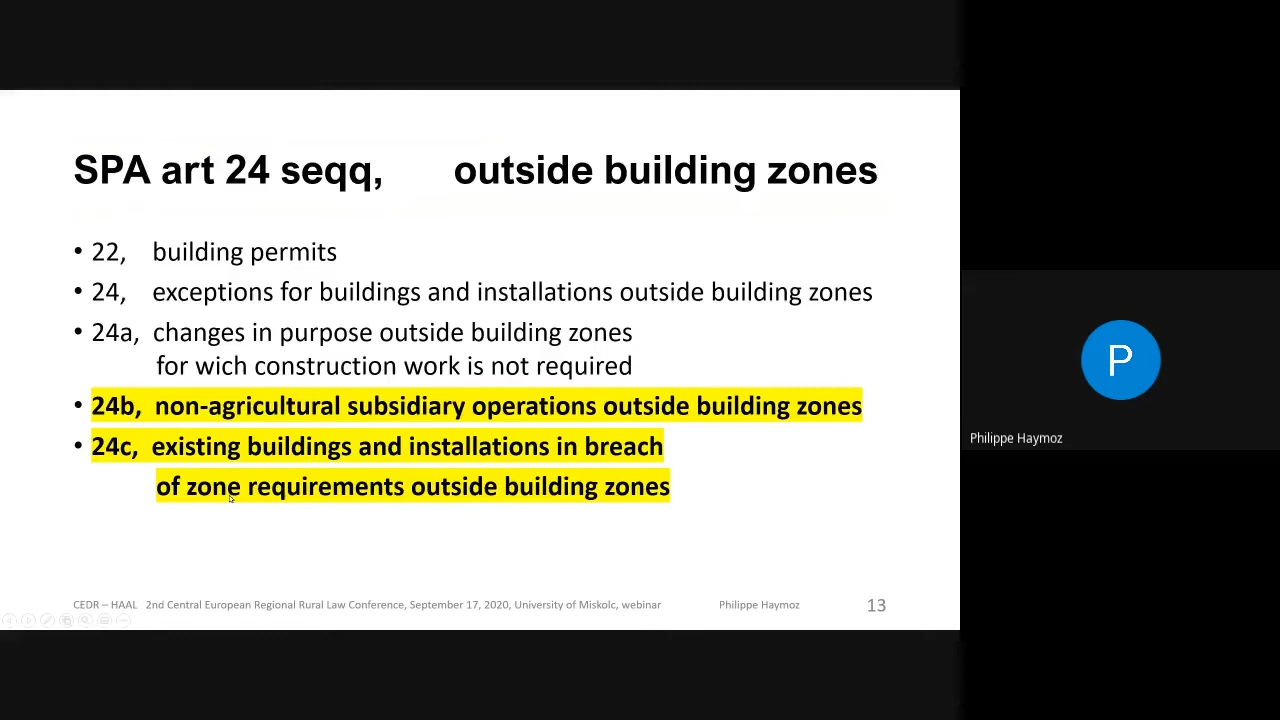 SPA art 24 seqq, outside building zones
• 22, building permits
• 24, exceptions for buildings and installations outside building zones
• 24a, changes in purpose outside building zones
for wich construction work is not required
• 24b, non-agricultural subsidiary operations outside building zones
• 24c, existing buildings and installations in breach
of zone requirements outside building zones
CEDR – HAAL 2nd Central European Regional Rural Law Conference, September 17, 2020, University of Miskolc, webinar Philippe Haymoz 13
P
Philippe Haymoz